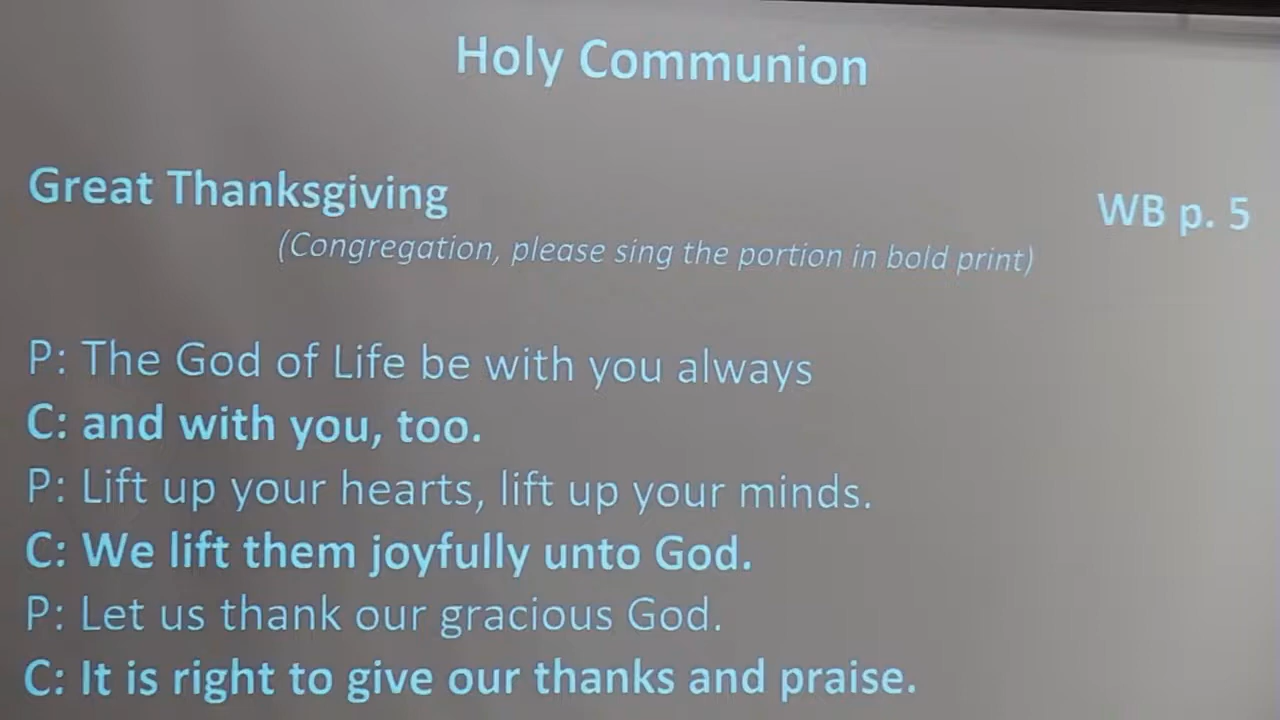 Holy Communion
Great Thanksgiving WB p. 5
(Congregation, please sing the portion in bold print)
P: The God of Life be with you always
C: and with you, too.
P: Lift up your hearts, lift up your minds.
C: We lift them joyfully unto God.
P: Let us thank our gracious God.
C: It is right to give our thanks and praise.